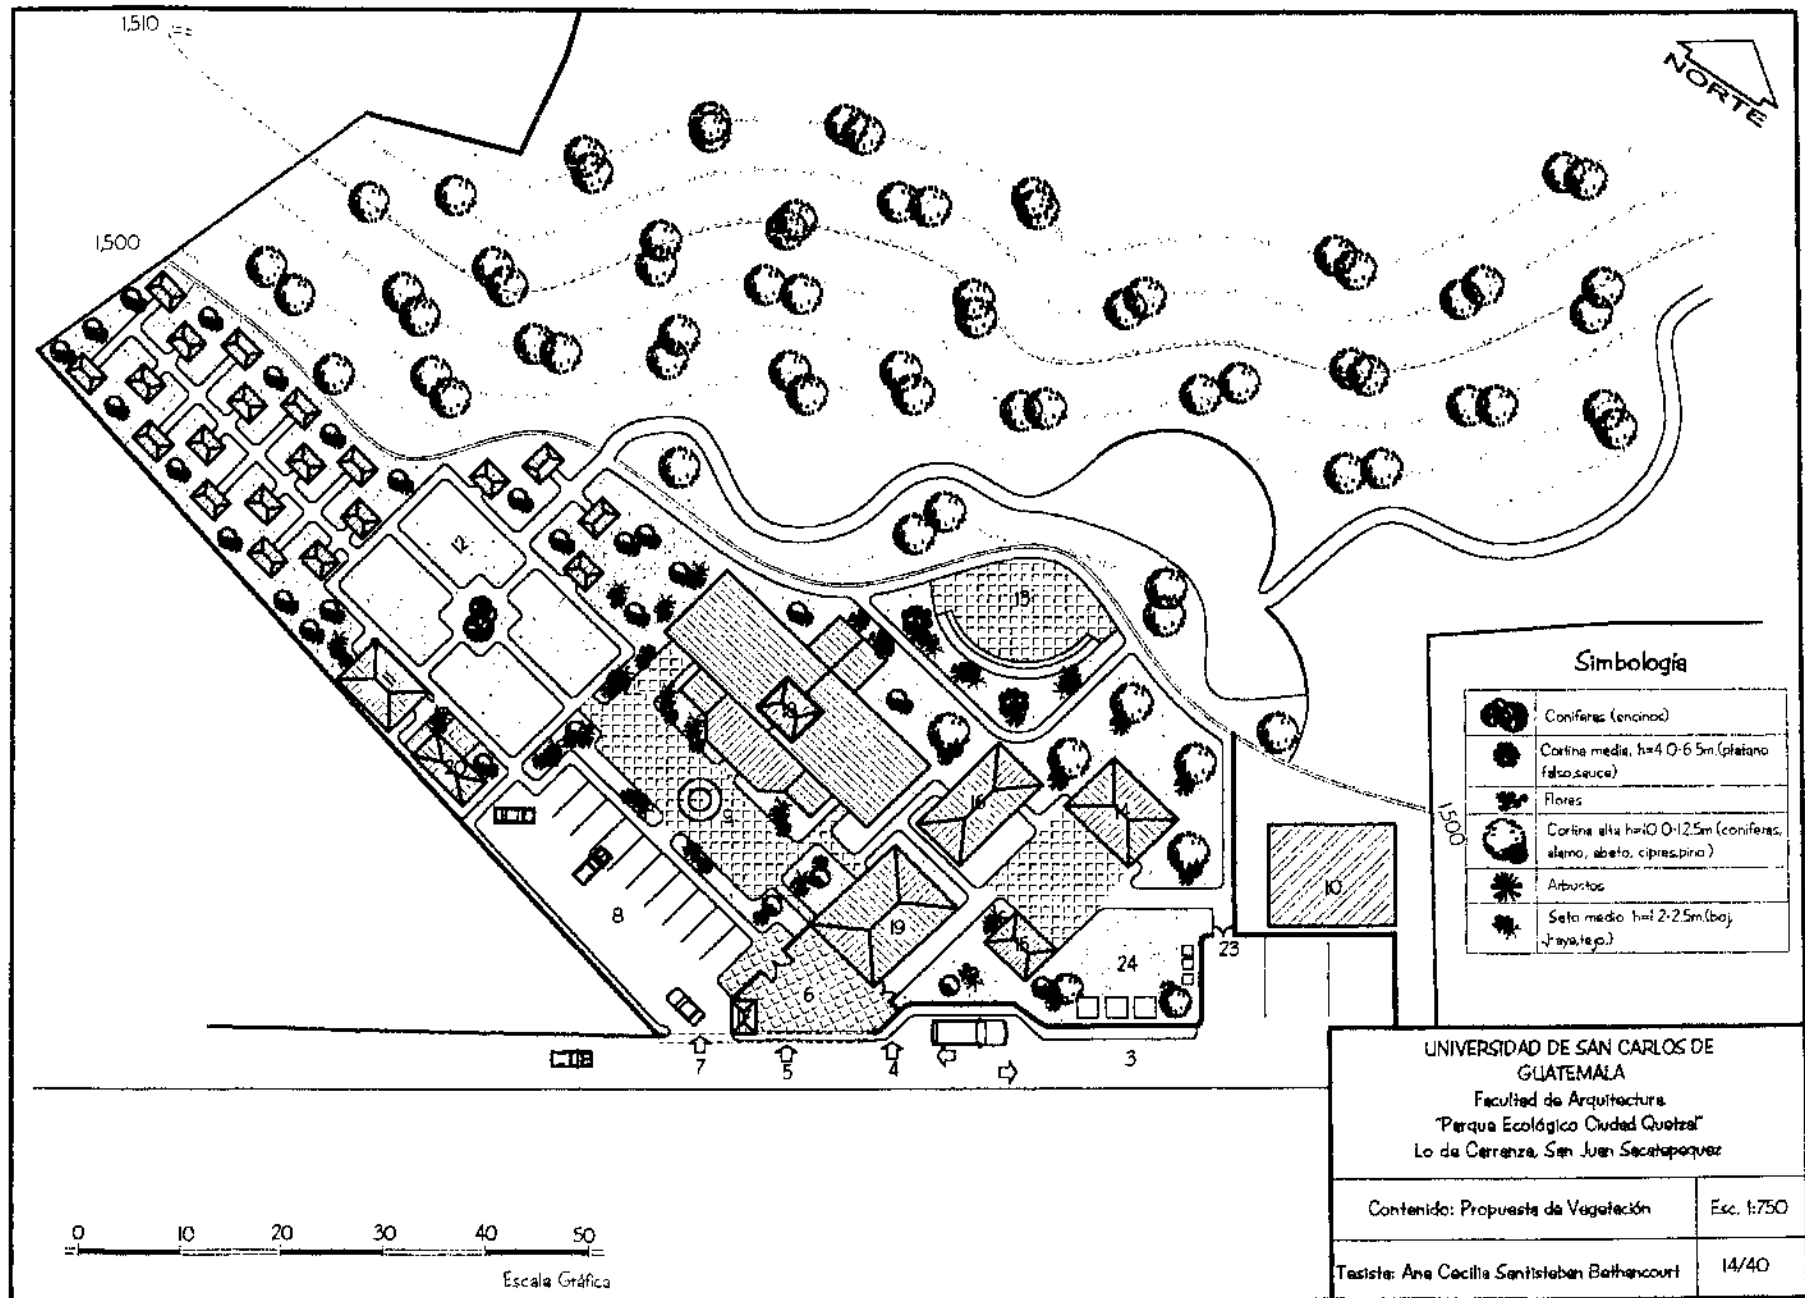 1,510
NORTE
1,500
12
13
11
18
20
9
16
14
10
8
19
15
24
23
6
7
5
4
3
1,500
Simbología
Coniferas (encinos)
Cortina media, h=4.0-6.5m.(platano
falso,sauce)
Flores
Cortina alta h=10.0-12.5m (coniferas,
alamo, abeto, cipres,pino)
Arbustos
Seto medio h=1.2-2.5m.(boj,
haya,tejo.)
UNIVERSIDAD DE SAN CARLOS DE
GUATEMALA
Facultad de Arquitectura
"Parque Ecológico Ciudad Quetzal"
Lo de Carranza, San Juan Sacatepequez
Contenido: Propuesta de Vegetación
Esc. 1:750
Tesista: Ana Cecilia Santisteban Bethancourt
14/40
0 10 20 30 40 50
Escala Gráfica